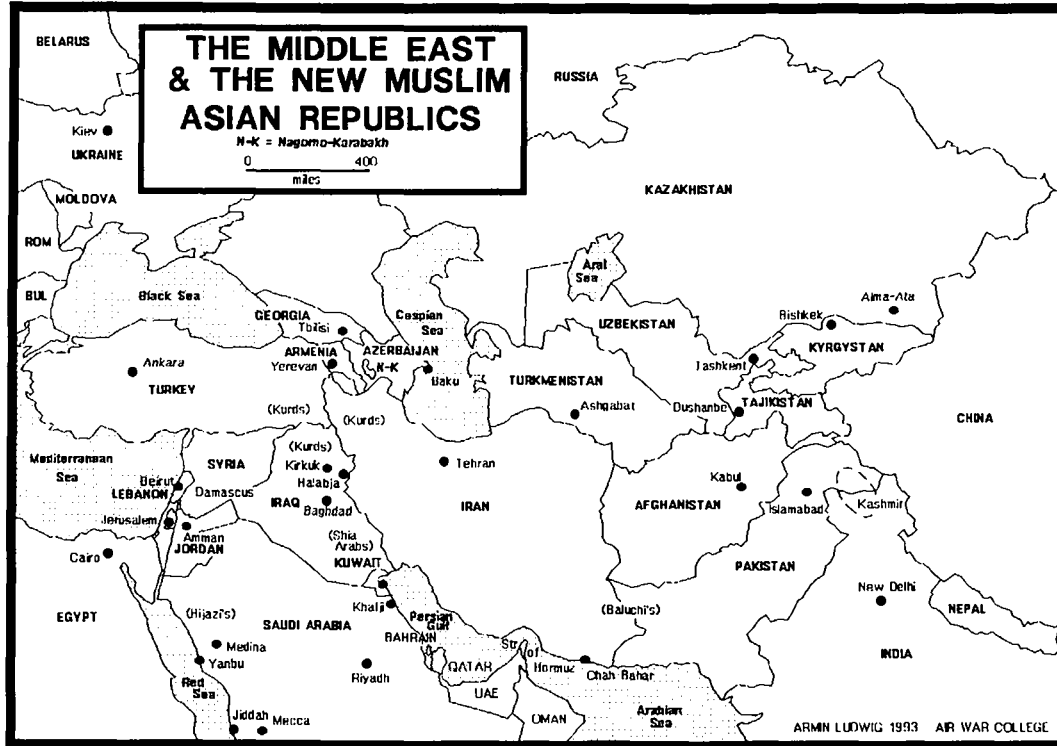 THE MIDDLE EAST
& THE NEW MUSLIM
ASIAN REPUBLICS
N-K = Nagorno-Karabakh
0 400
miles
BELARUS
RUSSIA
Kiev
UKRAINE
MOLDOVA
KAZAKHSTAN
ROM
Aral
Sea
BUL
Black Sea
Caspian
Sea
Alma-Ata
GEORGIA
Tbilisi
UZBEKISTAN
Bishkek
ARMENIA
AZERBAIJAN
KYRGYSTAN
Yerevan
N-K
Tashkent
Ankara
TURKEY
Baku
TURKMENISTAN
Ashgabat
Dushanbe
TAJIKISTAN
(Kurds)
(Kurds)
CHINA
(Kurds)
Mediterranean
Sea
SYRIA
Kirkuk
Tehran
Beirut
LEBANON
Halabja
Kabul
Damascus
IRAQ
Baghdad
IRAN
AFGHANISTAN
Islamabad
Kashmir
Jerusalem
Amman
JORDAN
(Shia
Arabs)
Cairo
KUWAIT
PAKISTAN
New Delhi
EGYPT
(Hijazi's)
SAUDI ARABIA
Khalji
Persian
Gulf
(Baluchi's)
NEPAL
BAHRAIN
Medina
Str of
Hormuz
INDIA
Yanbu
Riyadh
QATAR
Chah Bahar
Red
Sea
UAE
Jiddah
Mecca
OMAN
Arabian
Sea
ARMIN LUDWIG 1993 AIR WAR COLLEGE